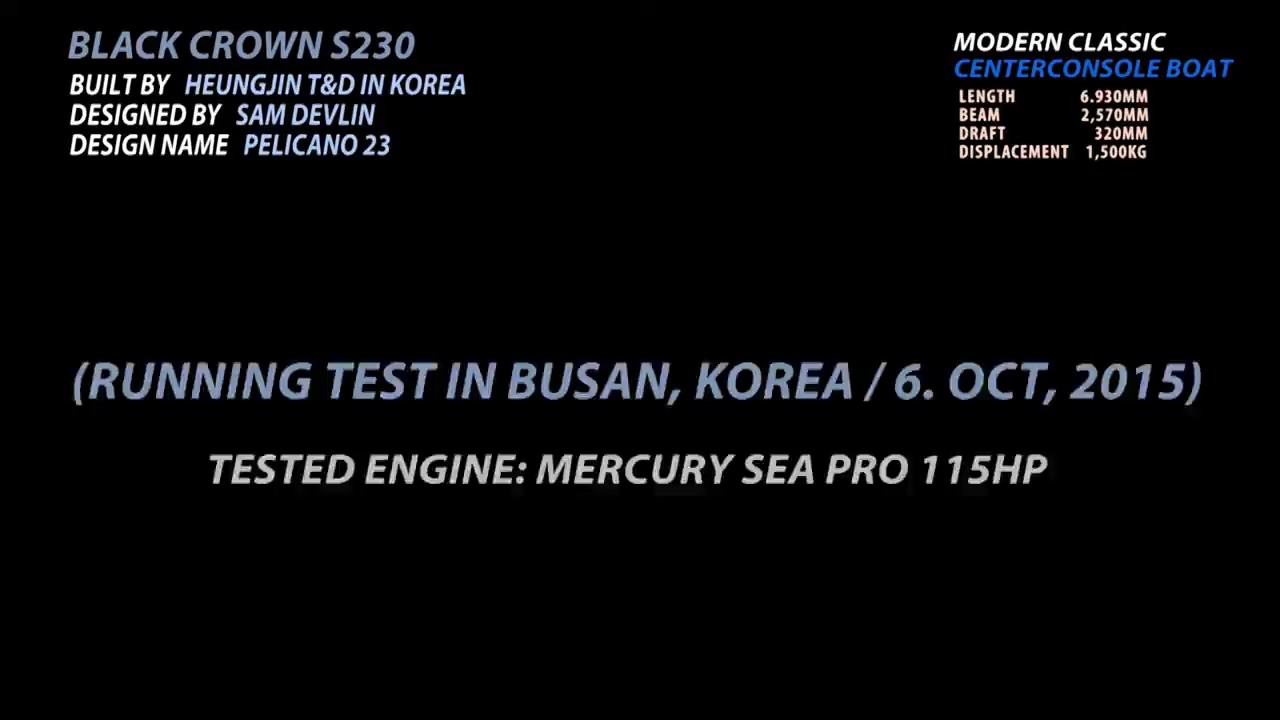 BLACK CROWN S230
BUILT BY HEUNGJIN T&D IN KOREA
DESIGNED BY SAM DEVLIN
DESIGN NAME PELICANO 23
MODERN CLASSIC
CENTERCONSOLE BOAT
LENGTH 6.930MM
BEAM 2,570MM
DRAFT 320MM
DISPLACEMENT 1,500KG
(RUNNING TEST IN BUSAN, KOREA / 6. OCT, 2015)
TESTED ENGINE: MERCURY SEA PRO 115HP